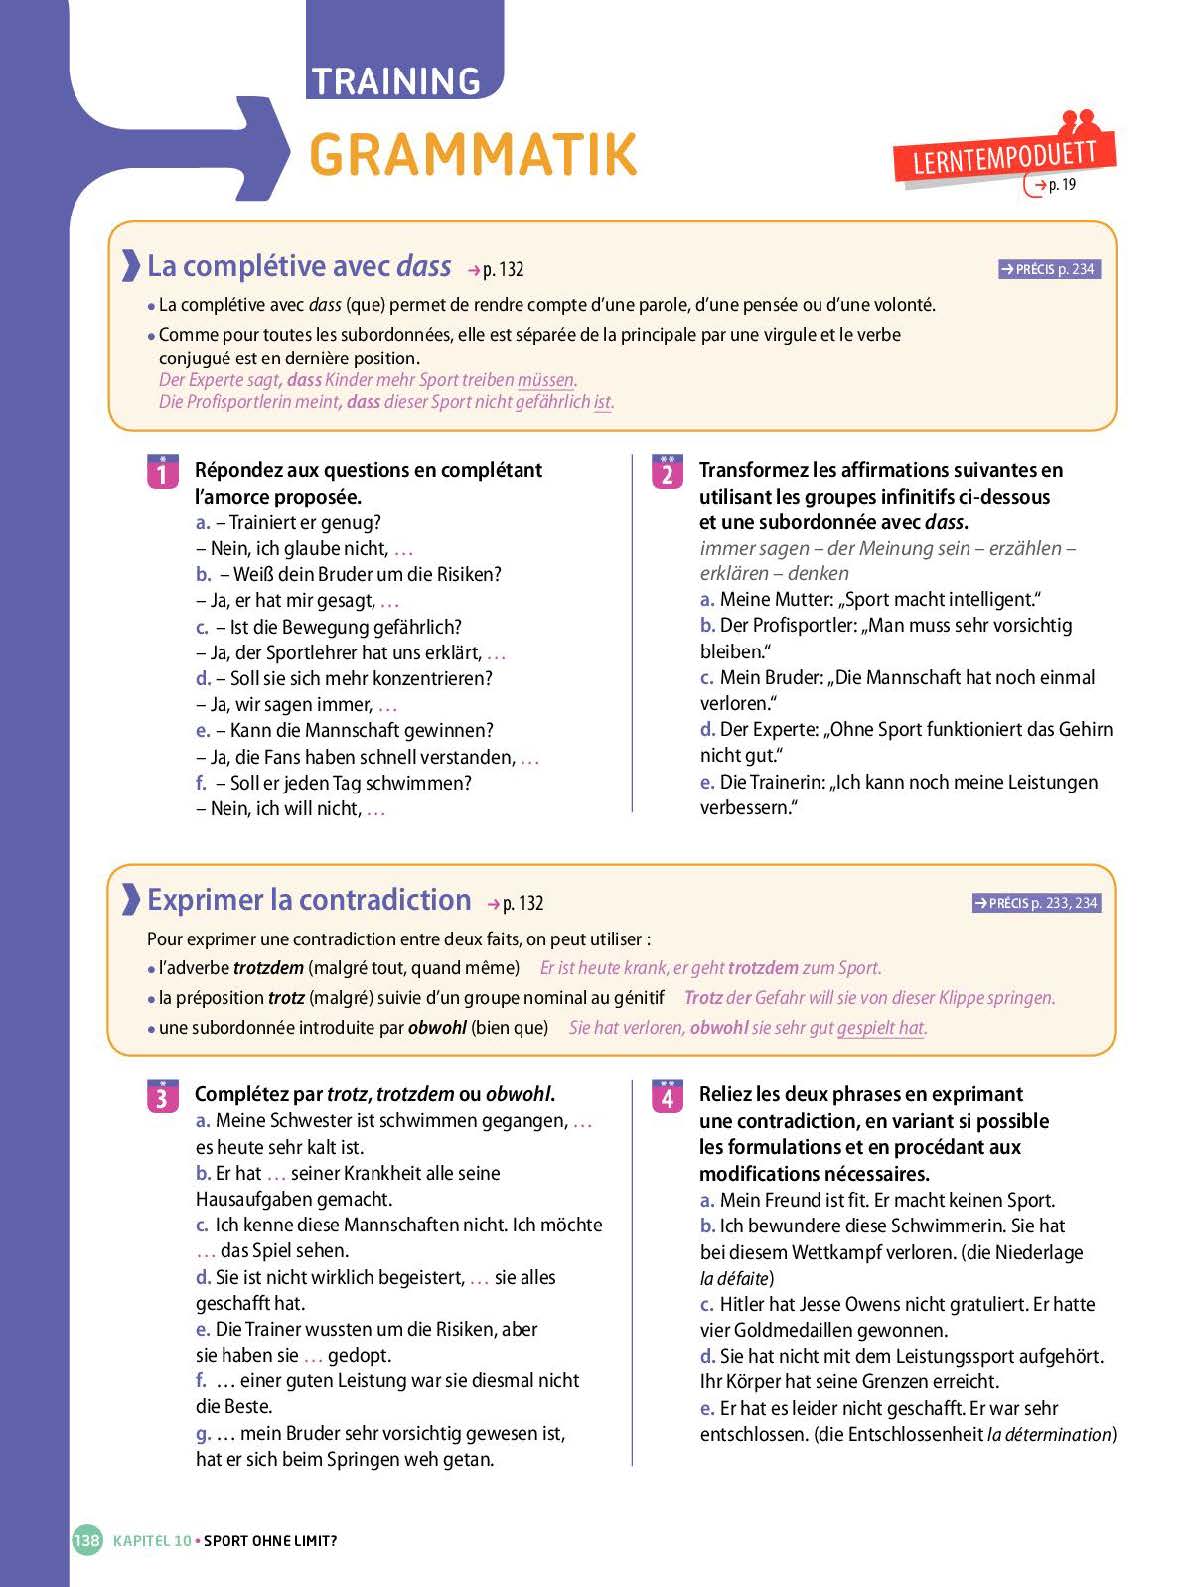 TRAINING
GRAMMATIK
LERNTEMPODUETT
→ p. 19
La complétive avec dass → p. 132
→ PRÉCIS p. 234
• La complétive avec dass (que) permet de rendre compte d'une parole, d'une pensée ou d'une volonté.
• Comme pour toutes les subordonnées, elle est séparée de la principale par une virgule et le verbe
conjugué est en dernière position.
Der Experte sagt, dass Kinder mehr Sport treiben müssen.
Die Profisportlerin meint, dass dieser Sport nicht gefährlich ist.
* 1 Répondez aux questions en complétant
l'amorce proposée.
a. – Trainiert er genug?
– Nein, ich glaube nicht, ...
b. – Weiß dein Bruder um die Risiken?
– Ja, er hat mir gesagt, ...
c. – Ist die Bewegung gefährlich?
– Ja, der Sportlehrer hat uns erklärt, ...
d. – Soll sie sich mehr konzentrieren?
– Ja, wir sagen immer, ...
e. – Kann die Mannschaft gewinnen?
– Ja, die Fans haben schnell verstanden, ...
f. – Soll er jeden Tag schwimmen?
– Nein, ich will nicht, ...
** 2 Transformez les affirmations suivantes en
utilisant les groupes infinitifs ci-dessous
et une subordonnée avec dass.
immer sagen – der Meinung sein – erzählen –
erklären – denken
a. Meine Mutter: „Sport macht intelligent.“
b. Der Profisportler: „Man muss sehr vorsichtig
bleiben.“
c. Mein Bruder: „Die Mannschaft hat noch einmal
verloren.“
d. Der Experte: „Ohne Sport funktioniert das Gehirn
nicht gut.“
e. Die Trainerin: „Ich kann noch meine Leistungen
verbessern.“
Exprimer la contradiction → p. 132
→ PRÉCIS p. 233, 234
Pour exprimer une contradiction entre deux faits, on peut utiliser :
• l'adverbe trotzdem (malgré tout, quand même) Er ist heute krank, er geht trotzdem zum Sport.
• la préposition trotz (malgré) suivie d'un groupe nominal au génitif Trotz der Gefahr will sie von dieser Klippe springen.
• une subordonnée introduite par obwohl (bien que) Sie hat verloren, obwohl sie sehr gut gespielt hat.
* 3 Complétez par trotz, trotzdem ou obwohl.
a. Meine Schwester ist schwimmen gegangen, ...
es heute sehr kalt ist.
b. Er hat ... seiner Krankheit alle seine
Hausaufgaben gemacht.
c. Ich kenne diese Mannschaften nicht. Ich möchte
... das Spiel sehen.
d. Sie ist nicht wirklich begeistert, ... sie alles
geschafft hat.
e. Die Trainer wussten um die Risiken, aber
sie haben sie ... gedopt.
f. ... einer guten Leistung war sie diesmal nicht
die Beste.
g. ... mein Bruder sehr vorsichtig gewesen ist,
hat er sich beim Springen weh getan.
** 4 Reliez les deux phrases en exprimant
une contradiction, en variant si possible
les formulations et en procédant aux
modifications nécessaires.
a. Mein Freund ist fit. Er macht keinen Sport.
b. Ich bewundere diese Schwimmerin. Sie hat
bei diesem Wettkampf verloren. (die Niederlage
la défaite)
c. Hitler hat Jesse Owens nicht gratuliert. Er hatte
vier Goldmedaillen gewonnen.
d. Sie hat nicht mit dem Leistungssport aufgehört.
Ihr Körper hat seine Grenzen erreicht.
e. Er hat es leider nicht geschafft. Er war sehr
entschlossen. (die Entschlossenheit la détermination)
138 KAPITEL 10 • SPORT OHNE LIMIT?